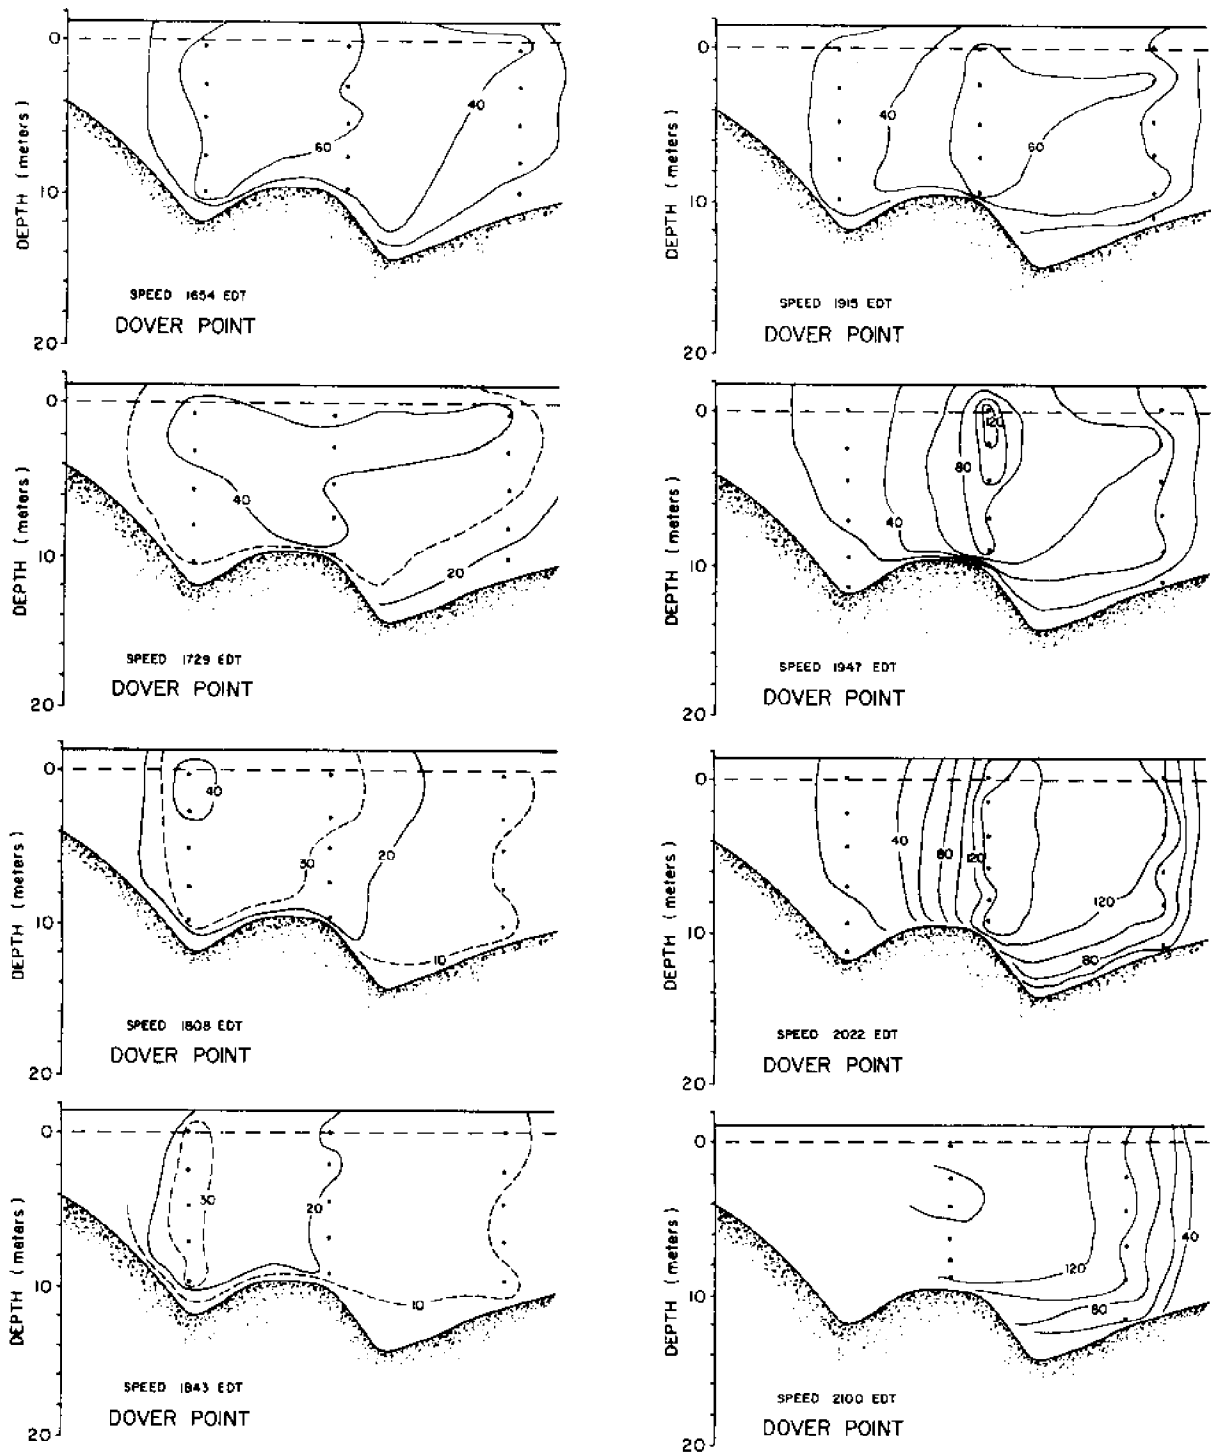 0
10
20
DEPTH (meters)
60
40
SPEED 1654 EDT
DOVER POINT
0
10
20
DEPTH (meters)
40
20
SPEED 1729 EDT
DOVER POINT
0
10
20
DEPTH (meters)
40
30
20
10
SPEED 1808 EDT
DOVER POINT
0
10
20
DEPTH (meters)
30
20
10
SPEED 1843 EDT
DOVER POINT
0
10
20
DEPTH (meters)
40
60
SPEED 1915 EDT
DOVER POINT
0
10
20
DEPTH (meters)
120
80
40
SPEED 1947 EDT
DOVER POINT
0
10
20
DEPTH (meters)
40
80
120
120
80
SPEED 2022 EDT
DOVER POINT
0
10
20
DEPTH (meters)
40
120
80
SPEED 2100 EDT
DOVER POINT